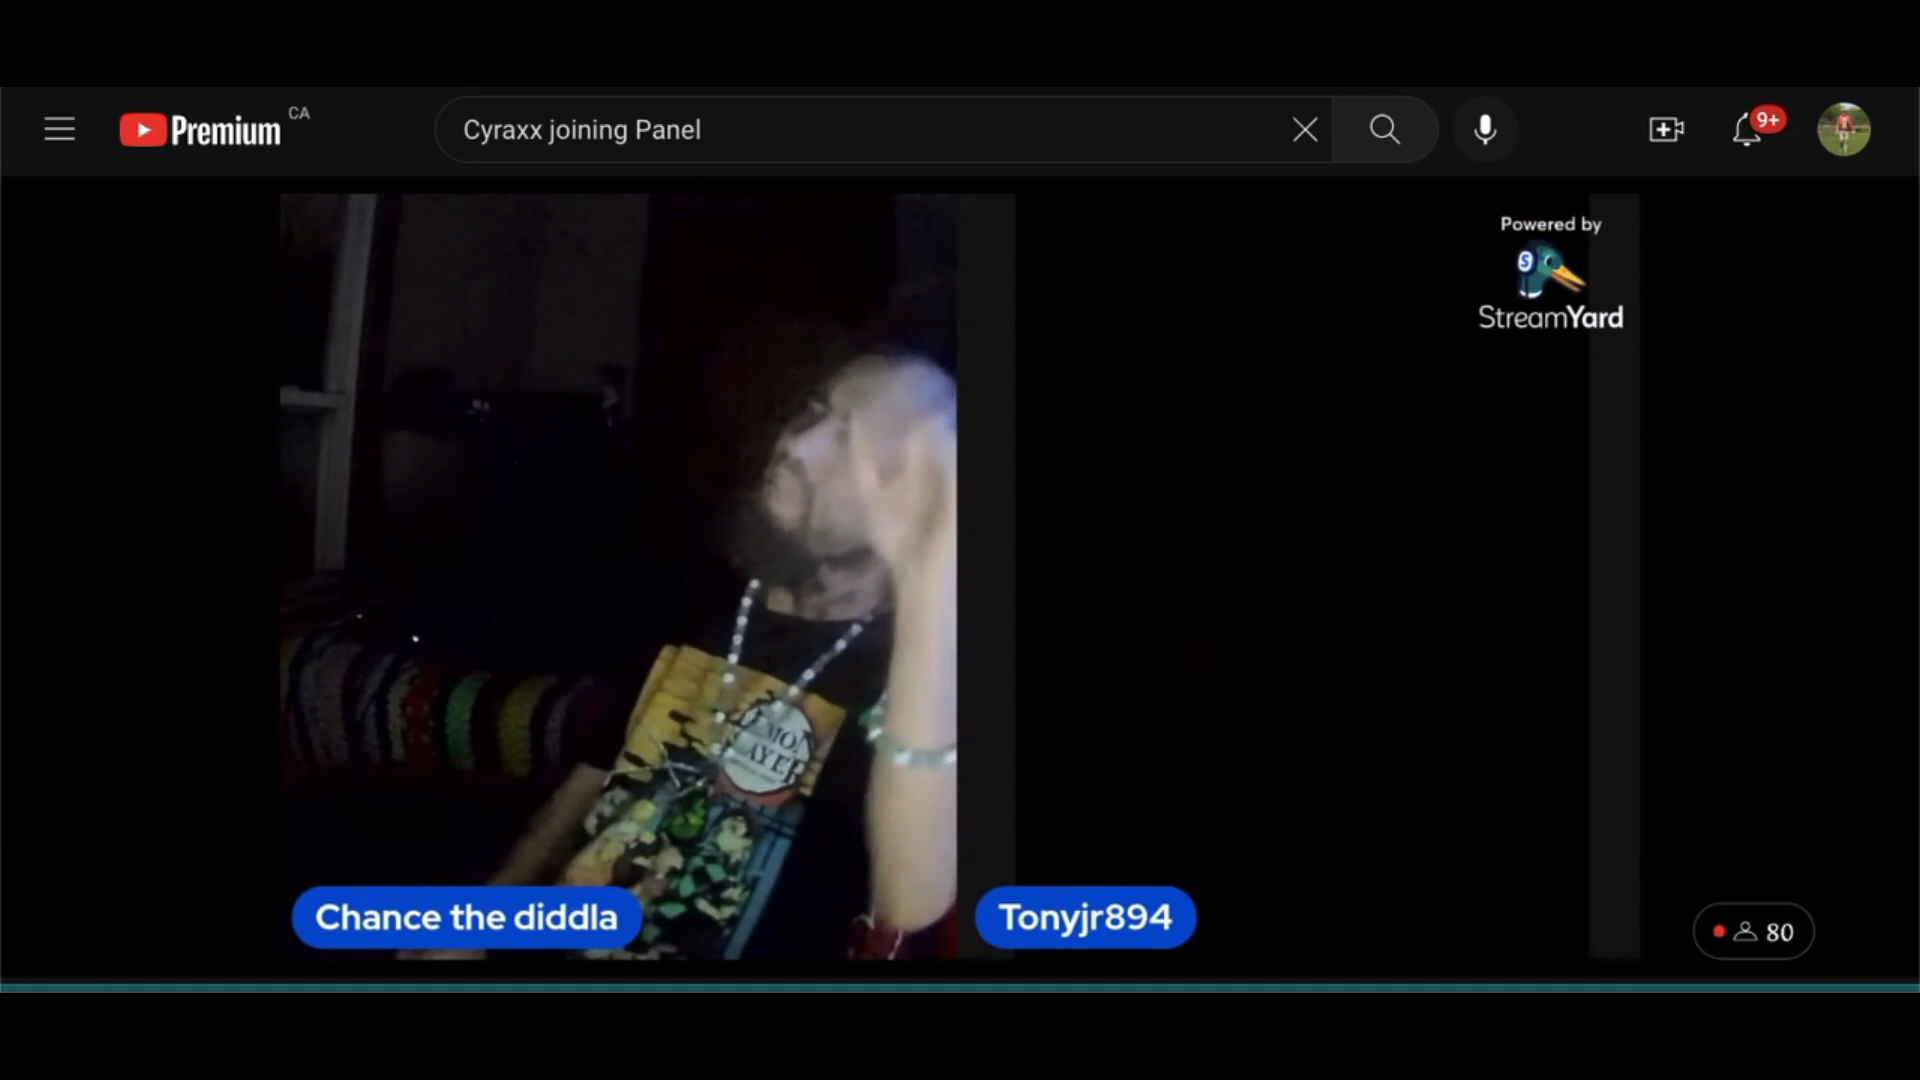 Premium CA
Cyraxx joining Panel
9+
Powered by
S
StreamYard
Chance the diddla
Tonyjr894
80